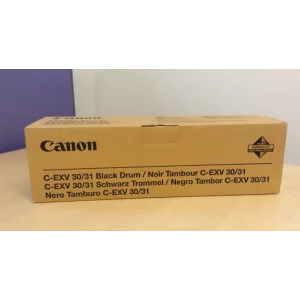 Canon
C-EXV 30/31 Black Drum / Noir Tambour C-EXV 30/31
C-EXV 30/31 Schwarz Trommel / Negro Tambor C-EXV 30/31
Nero Tamburo C-EXV 30/31